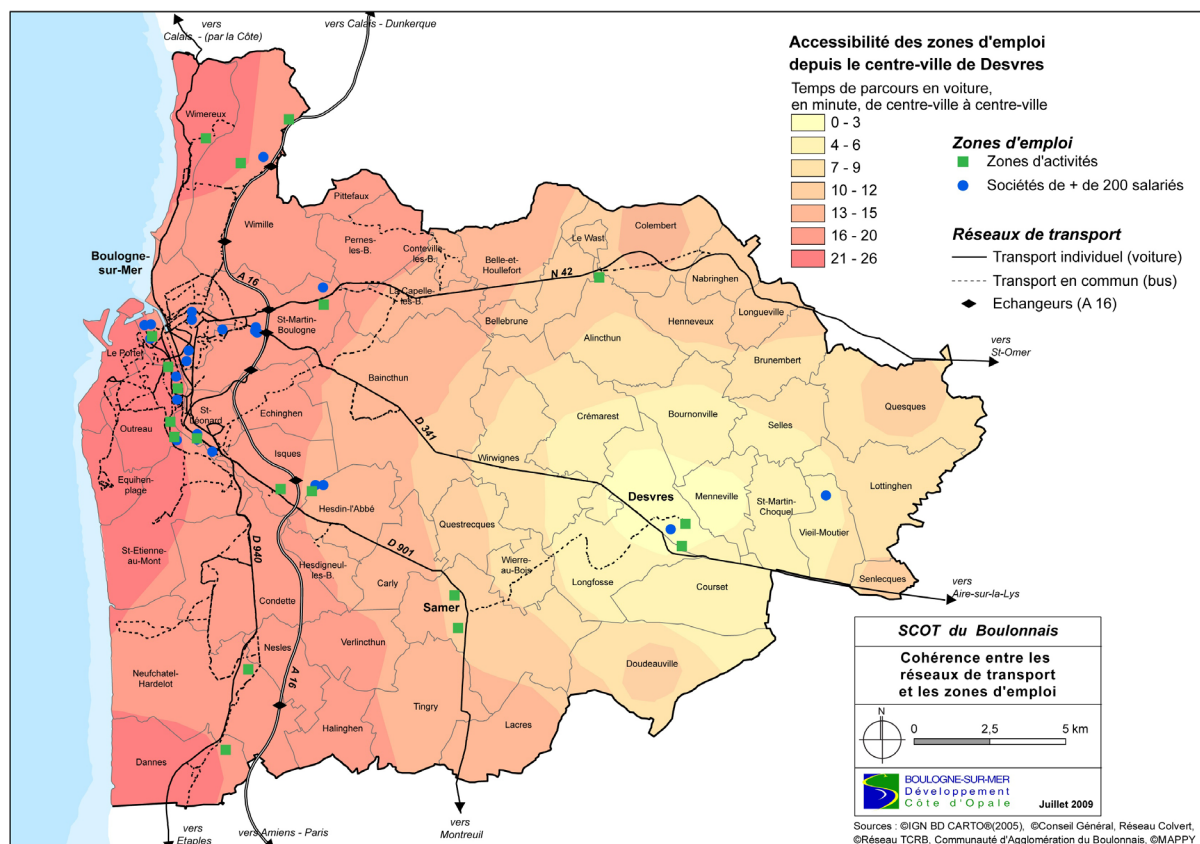 vers
Calais - (par la Côte)
vers Calais - Dunkerque
Accessibilité des zones d'emploi
depuis le centre-ville de Desvres
Temps de parcours en voiture,
en minute, de centre-ville à centre-ville
0 - 3
4 - 6
7 - 9
10 - 12
13 - 15
16 - 20
21 - 26
Zones d'emploi
Zones d'activités
Sociétés de + de 200 salariés
Réseaux de transport
Transport individuel (voiture)
Transport en commun (bus)
Echangeurs (A 16)
Wimereux
Pittefaux
Wimille
Pernes-
les-B.
Conteville-
les-B.
Belle-et-
Houllefort
Le Wast
Colembert
Boulogne-
sur-Mer
A 16
N 42
Nabringhen
La Capelle-
les-B.
Longueville
St-Martin-
Boulogne
Bellebrune
Henneveux
Alincthun
Le Portel
Brunembert
vers
St-Omer
Baincthun
Quesques
St-
Léonard
Echinghen
D 341
Crémarest
Bournonville
Selles
Outreau
Isques
Wirwignes
Lottinghen
Equihen-
plage
Desvres
Menneville
St-Martin-
Choquel
Hesdin-l'Abbé
Questrecques
Vieil-Moutier
St-Etienne-
au-Mont
D 940
D 901
Hesdigneul-
les-B.
Wierre-
au-Bois
Carly
Longfosse
Courset
Senlecques
vers
Aire-sur-la-Lys
Condette
Samer
Nesles
Verlincthun
Neufchatel-
Hardelot
A 16
Doudeauville
Tingry
Halinghen
Lacres
Dannes
vers
Etaples
vers Amiens - Paris
vers
Montreuil
SCOT du Boulonnais
Cohérence entre les
réseaux de transport
et les zones d'emploi
N
0 2,5 5 km
BOULOGNE-SUR-MER
Développement
Côte d'Opale
Juillet 2009
Sources : ©IGN BD CARTO®(2005), ©Conseil Général, Réseau Colvert,
©Réseau TCRB, Communauté d'Agglomération du Boulonnais, ©MAPPY